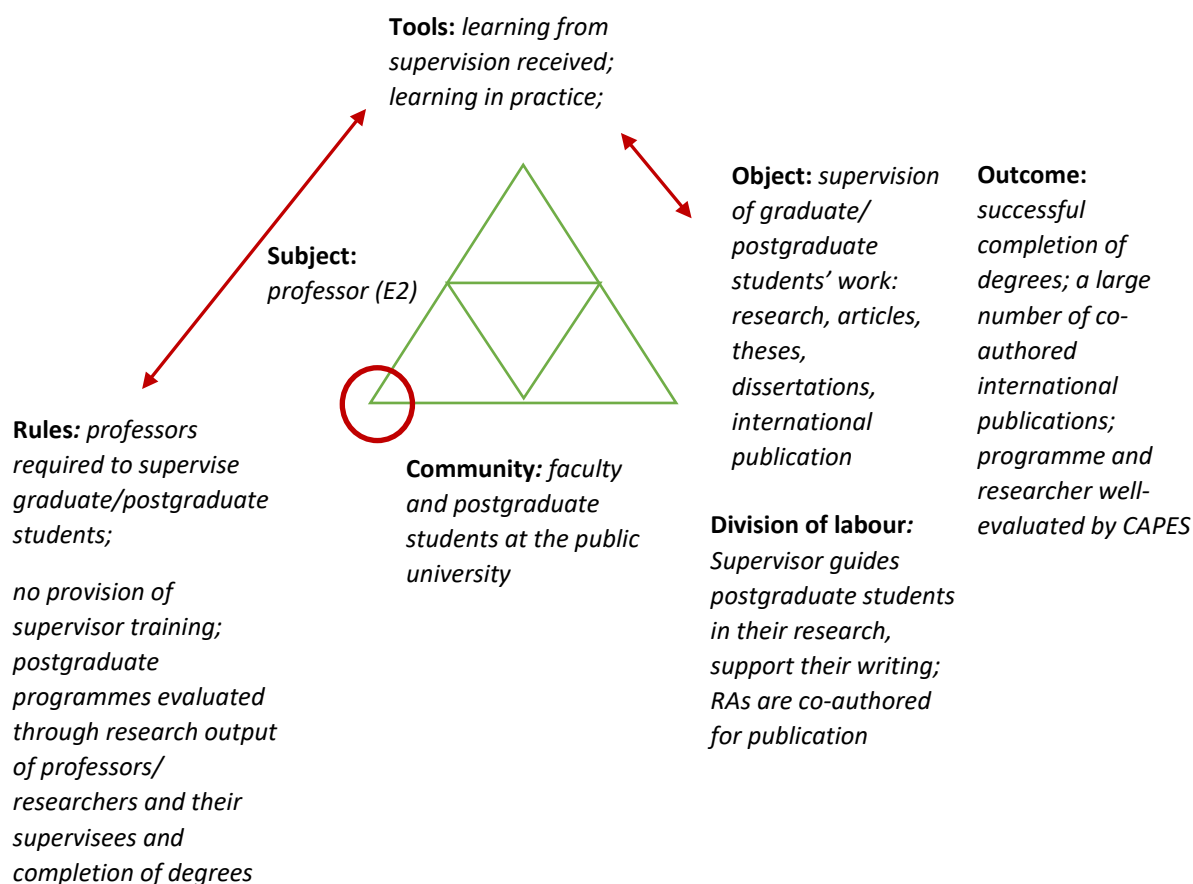 Tools: learning from
supervision received;
learning in practice;
Subject:
professor (E2)
Object: supervision
of graduate/
postgraduate
students’ work:
research, articles,
theses,
dissertations,
international
publication
Outcome:
successful
completion of
degrees; a large
number of co-
authored
international
publications;
programme and
researcher well-
evaluated by CAPES
Rules: professors
required to supervise
graduate/postgraduate
students;
no provision of
supervisor training;
postgraduate
programmes evaluated
through research output
of professors/
researchers and their
supervisees and
completion of degrees
Community: faculty
and postgraduate
students at the public
university
Division of labour:
Supervisor guides
postgraduate students
in their research,
support their writing;
RAs are co-authored
for publication